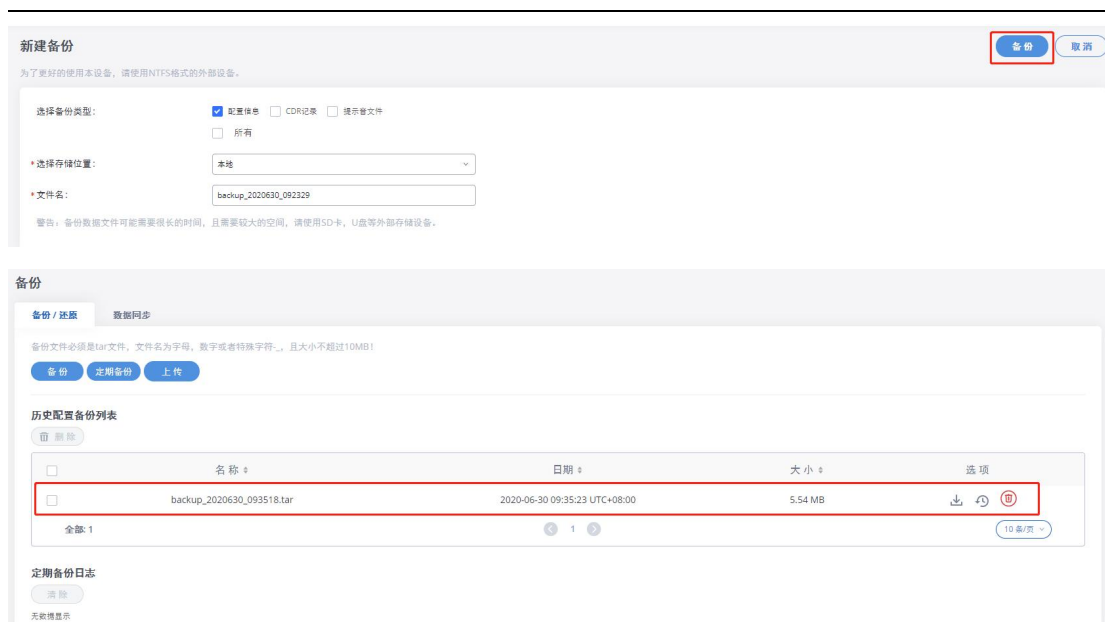 新建备份
备份 取消
为了更好的使用本设备，请使用NTFS格式的外部设备。
选择备份类型： 配置信息 CDR记录 提示音文件
所有
*选择存储位置： 本地
*文件名： backup_2020630_092329
警告：备份数据文件可能需要很长的时间，且需要较大的空间，请使用SD卡，U盘等外部存储设备。
备份
备份 / 还原 数据同步
备份文件必须是tar文件，文件名为字母，数字或者特殊字符-_，且大小不超过10MB！
备份 定期备份 上传
历史配置备份列表
删除
名称 日期 大小 选项
backup_2020630_093518.tar 2020-06-30 09:35:23 UTC+08:00 5.54 MB
全部: 1 1 10 条/页
定期备份日志
清除
无数据显示